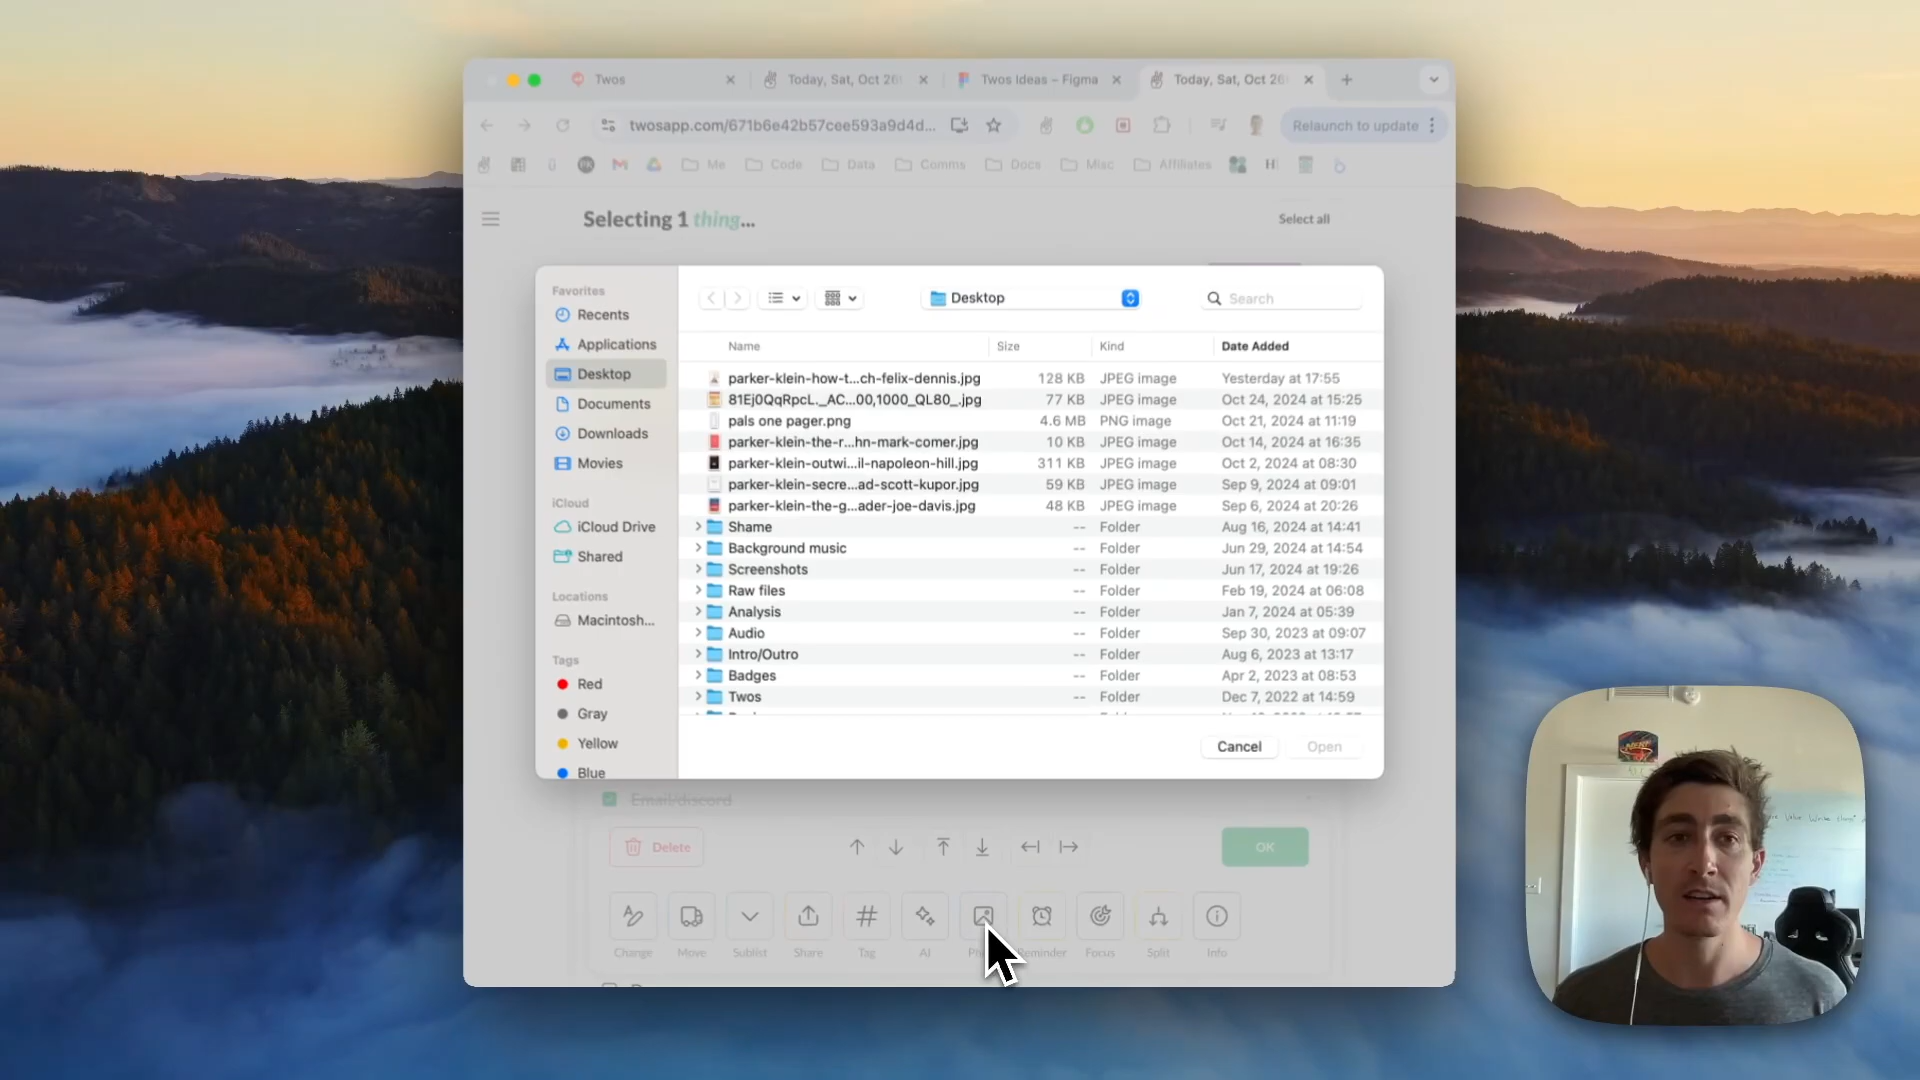 Twos
Today, Sat, Oct 26
Twos Ideas – Figma
Today, Sat, Oct 26
twosapp.com/671b6e42b57cee593a9d4d...
Relaunch to update
Me
Code
Data
Comms
Docs
Misc
Affiliates
Selecting 1 thing...
Select all
Favorites
Recents
Applications
Desktop
Documents
Downloads
Movies
iCloud
iCloud Drive
Shared
Locations
Macintosh...
Tags
Red
Gray
Yellow
Blue
Desktop
Search
Name Size Kind Date Added
parker-klein-how-t...ch-felix-dennis.jpg 128 KB JPEG image Yesterday at 17:55
81Ej0QqRpcL._AC...00,1000_QL80_.jpg 77 KB JPEG image Oct 24, 2024 at 15:25
pals one pager.png 4.6 MB PNG image Oct 21, 2024 at 11:19
parker-klein-the-r...hn-mark-comer.jpg 10 KB JPEG image Oct 14, 2024 at 16:35
parker-klein-outwi...il-napoleon-hill.jpg 311 KB JPEG image Oct 2, 2024 at 08:30
parker-klein-secre...ad-scott-kupor.jpg 59 KB JPEG image Sep 9, 2024 at 09:01
parker-klein-the-g...ader-joe-davis.jpg 48 KB JPEG image Sep 6, 2024 at 20:26
Shame -- Folder Aug 16, 2024 at 14:41
Background music -- Folder Jun 29, 2024 at 14:54
Screenshots -- Folder Jun 17, 2024 at 19:26
Raw files -- Folder Feb 19, 2024 at 06:08
Analysis -- Folder Jan 7, 2024 at 05:39
Audio -- Folder Sep 30, 2023 at 09:07
Intro/Outro -- Folder Aug 6, 2023 at 13:17
Badges -- Folder Apr 2, 2023 at 08:53
Twos -- Folder Dec 7, 2022 at 14:59
Cancel
Open
Email/discord
Delete
OK
Change
Move
Sublist
Share
Tag
AI
Reminder
Focus
Split
Info